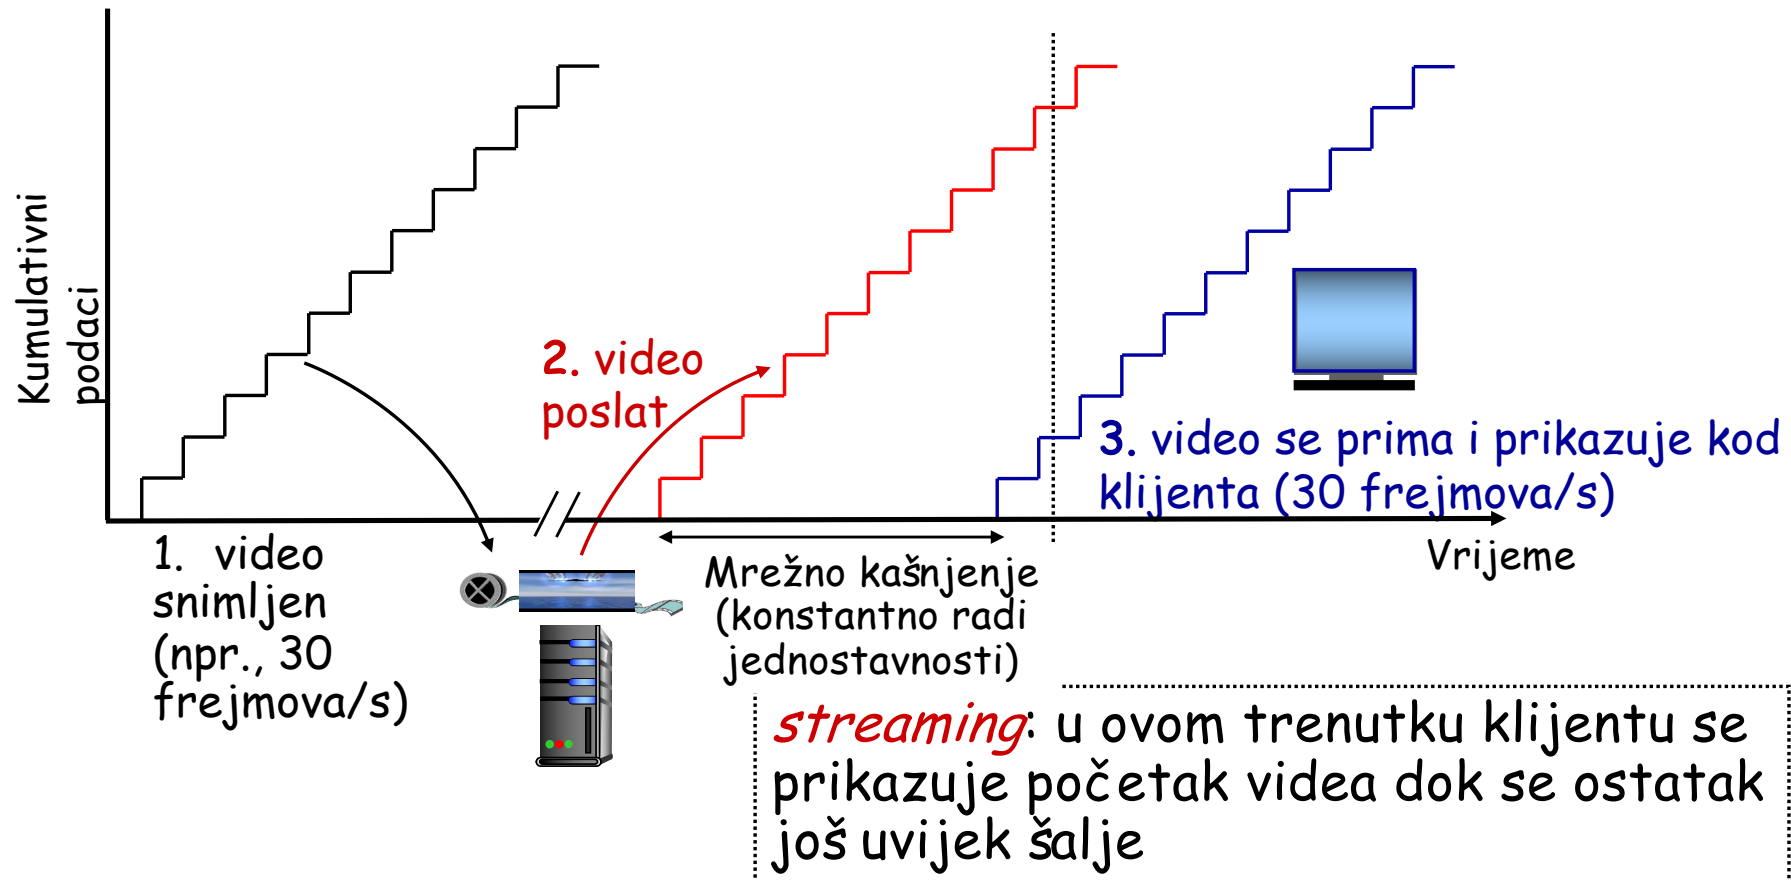 Kumulativni
podaci
2. video
poslat
3. video se prima i prikazuje kod
klijenta (30 frejmova/s)
Vrijeme
1. video
snimljen
(npr., 30
frejmova/s)
Mrežno kašnjenje
(konstantno radi
jednostavnosti)
streaming: u ovom trenutku klijentu se
prikazuje početak videa dok se ostatak
još uvijek šalje